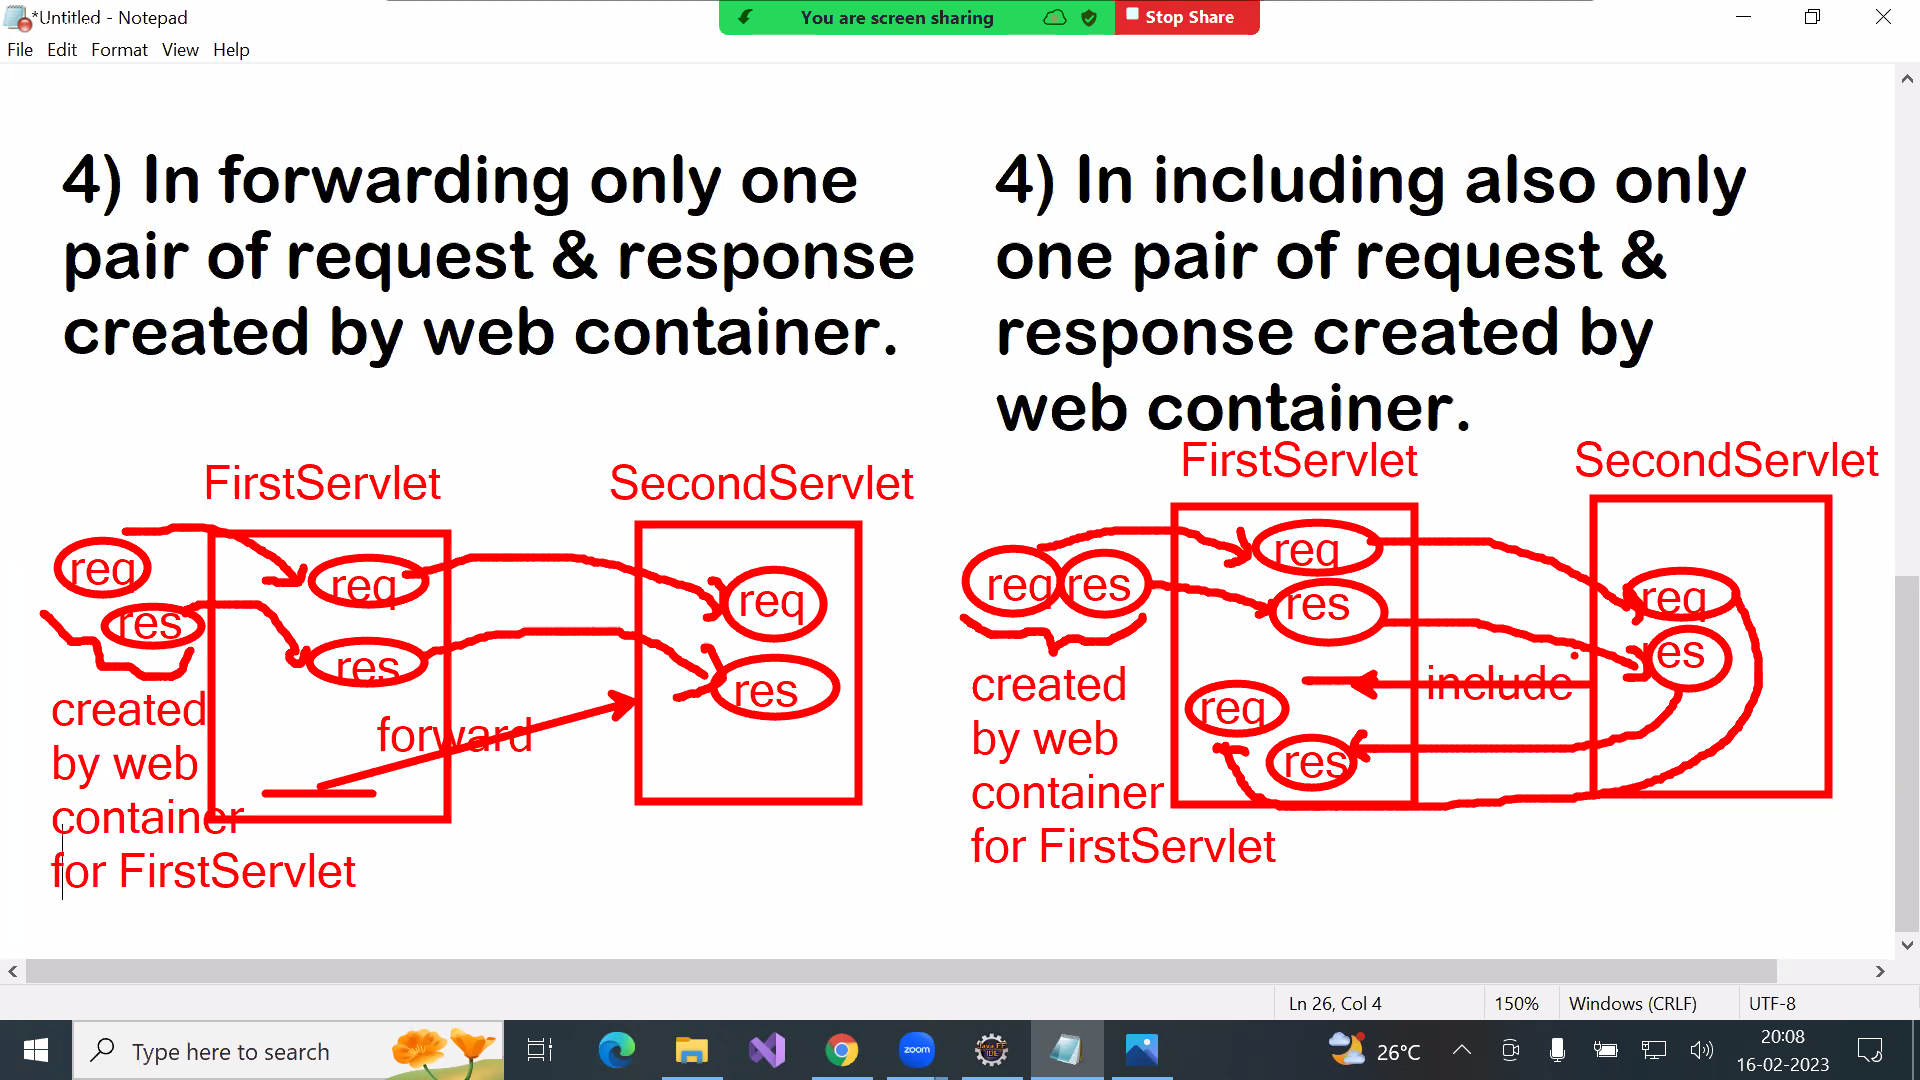 *Untitled - Notepad
You are screen sharing
Stop Share
File Edit Format View Help
4) In forwarding only one
pair of request & response
created by web container.
4) In including also only
one pair of request &
response created by
web container.
FirstServlet
SecondServlet
req
res
req
res
req
res
forward
created
by web
container
for FirstServlet
FirstServlet
SecondServlet
req res
req
res
req
res
include
req
res
created
by web
container
for FirstServlet
Ln 26, Col 4
150%
Windows (CRLF)
UTF-8
Type here to search
zoom
26°C
20:08
16-02-2023